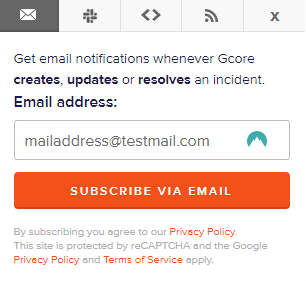 x
Get email notifications whenever Gcore
creates, updates or resolves an incident.
Email address:
mailaddress@testmail.com
SUBSCRIBE VIA EMAIL
By subscribing you agree to our Privacy Policy.
This site is protected by reCAPTCHA and the Google
Privacy Policy and Terms of Service apply.